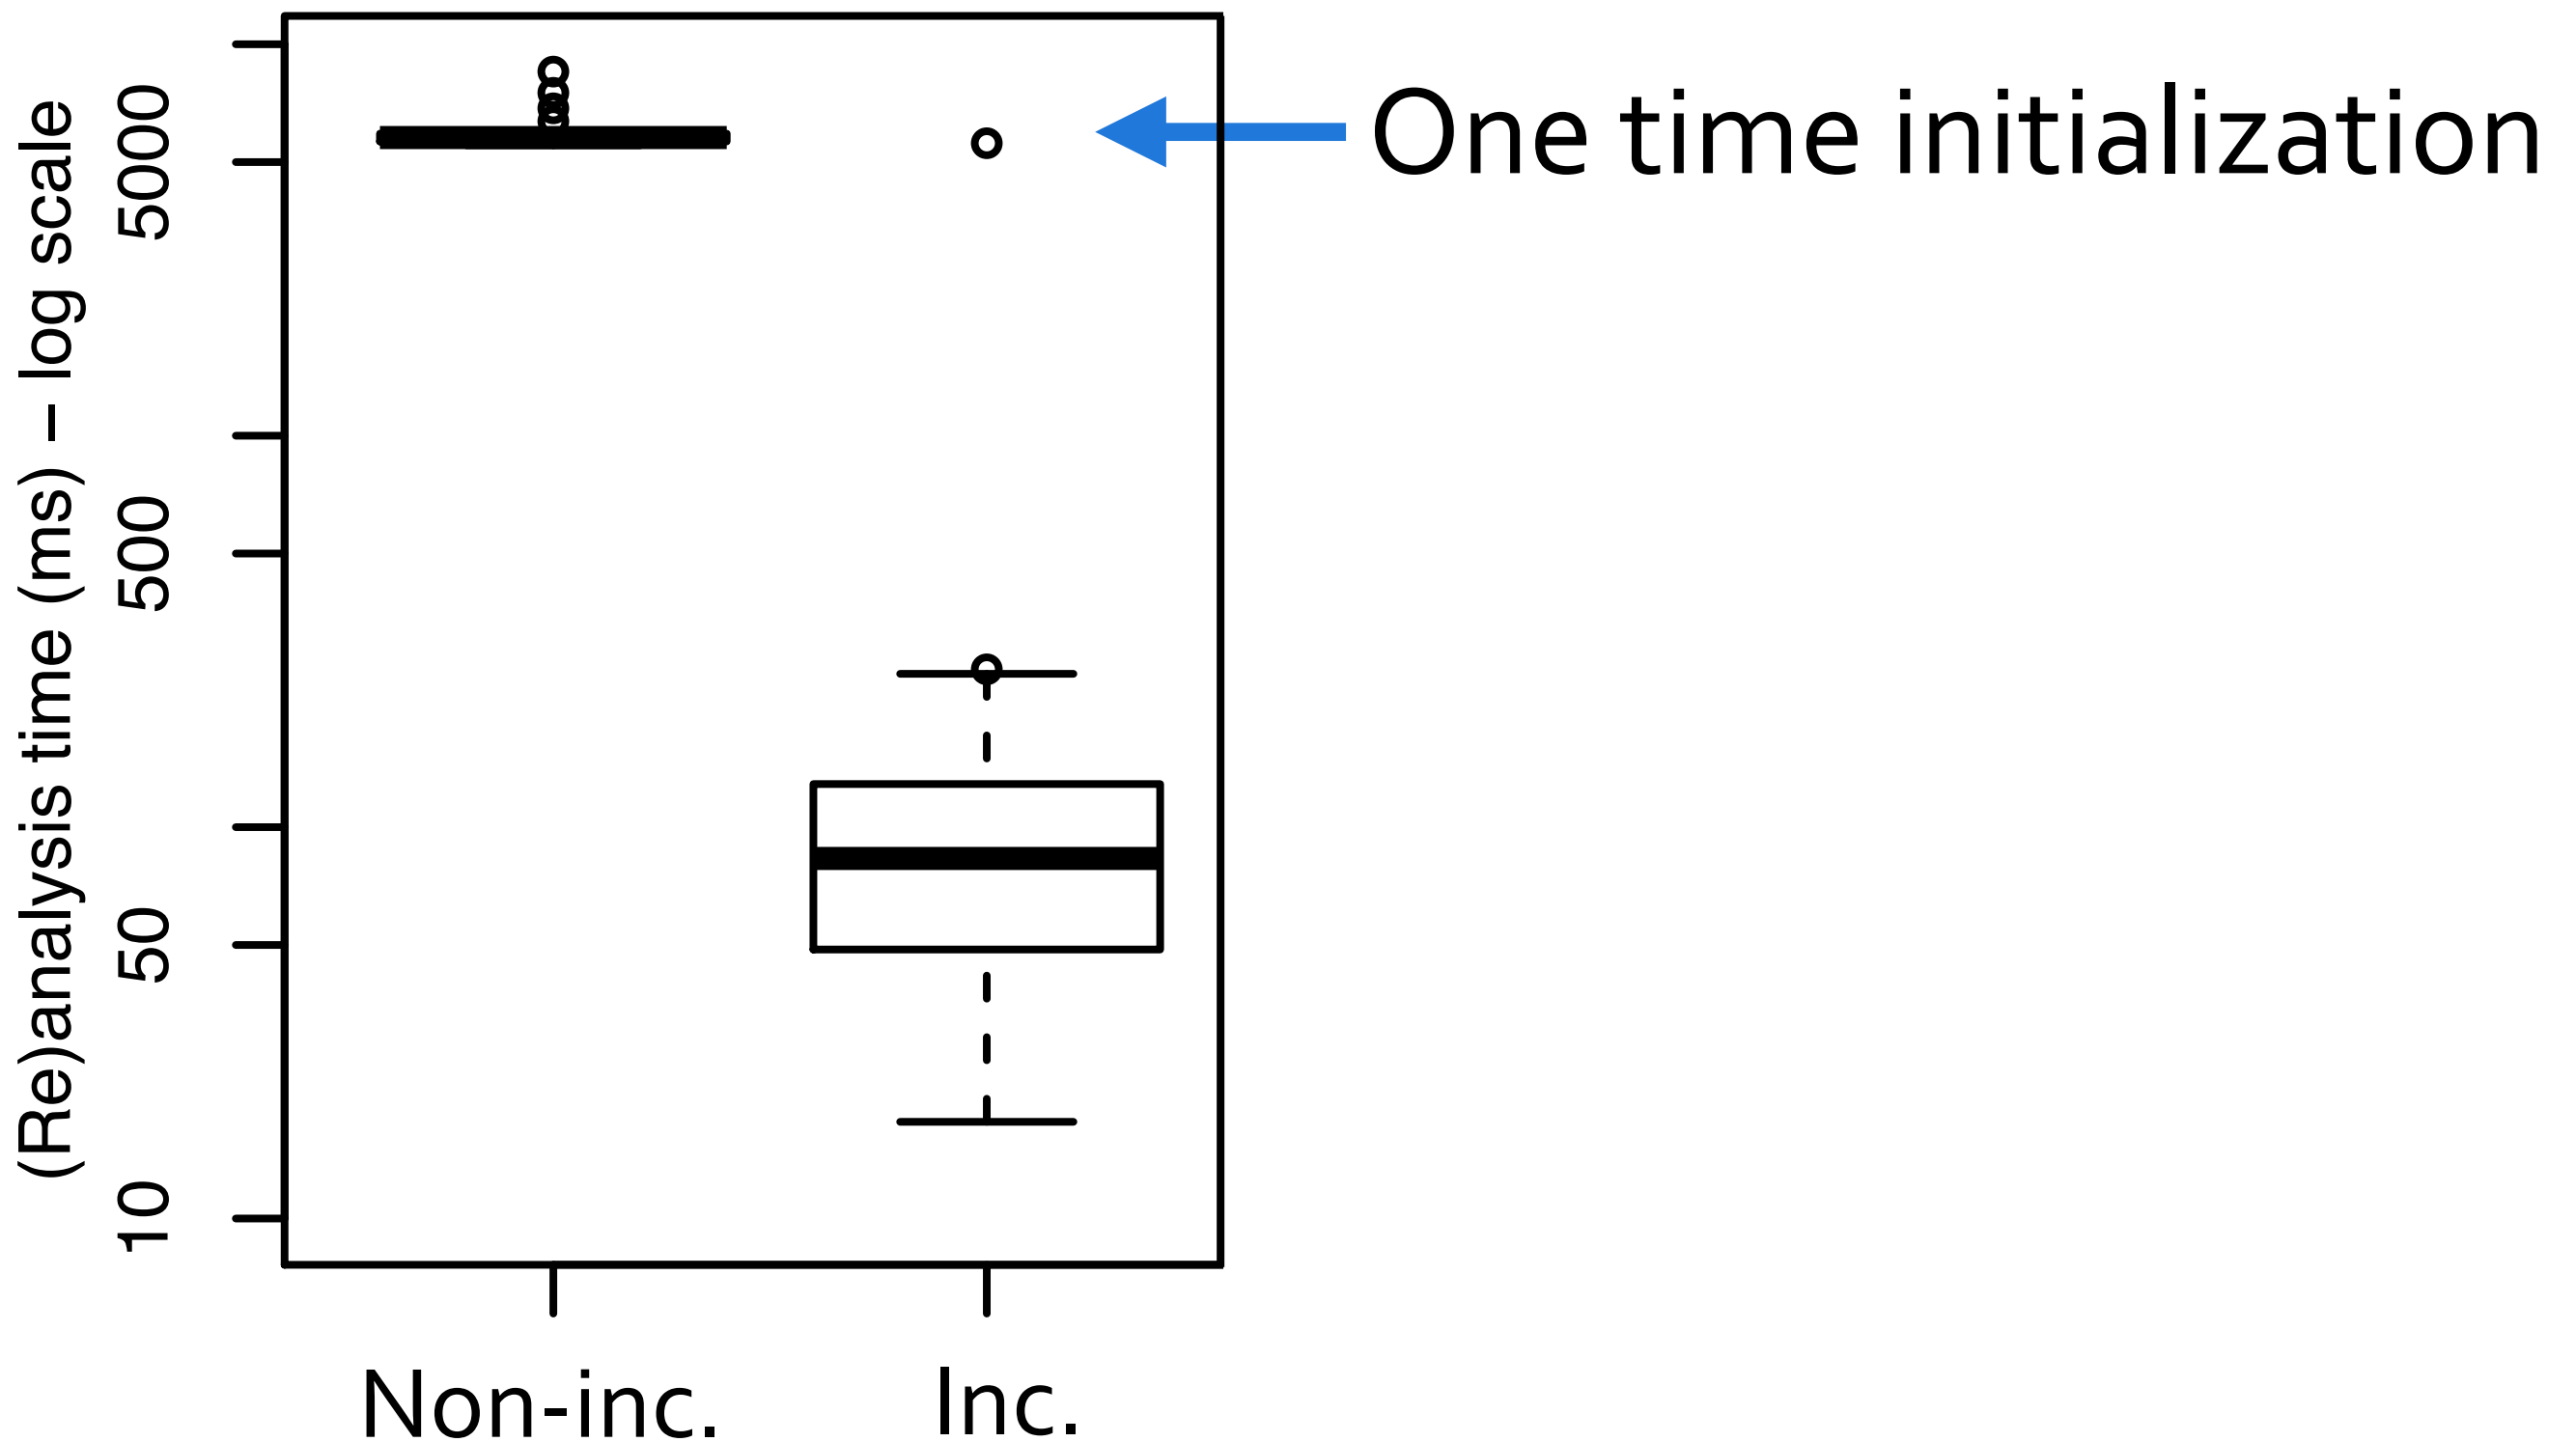 (Re)analysis time (ms) – log scale
5000
500
50
10
One time initialization
Non-inc.
Inc.